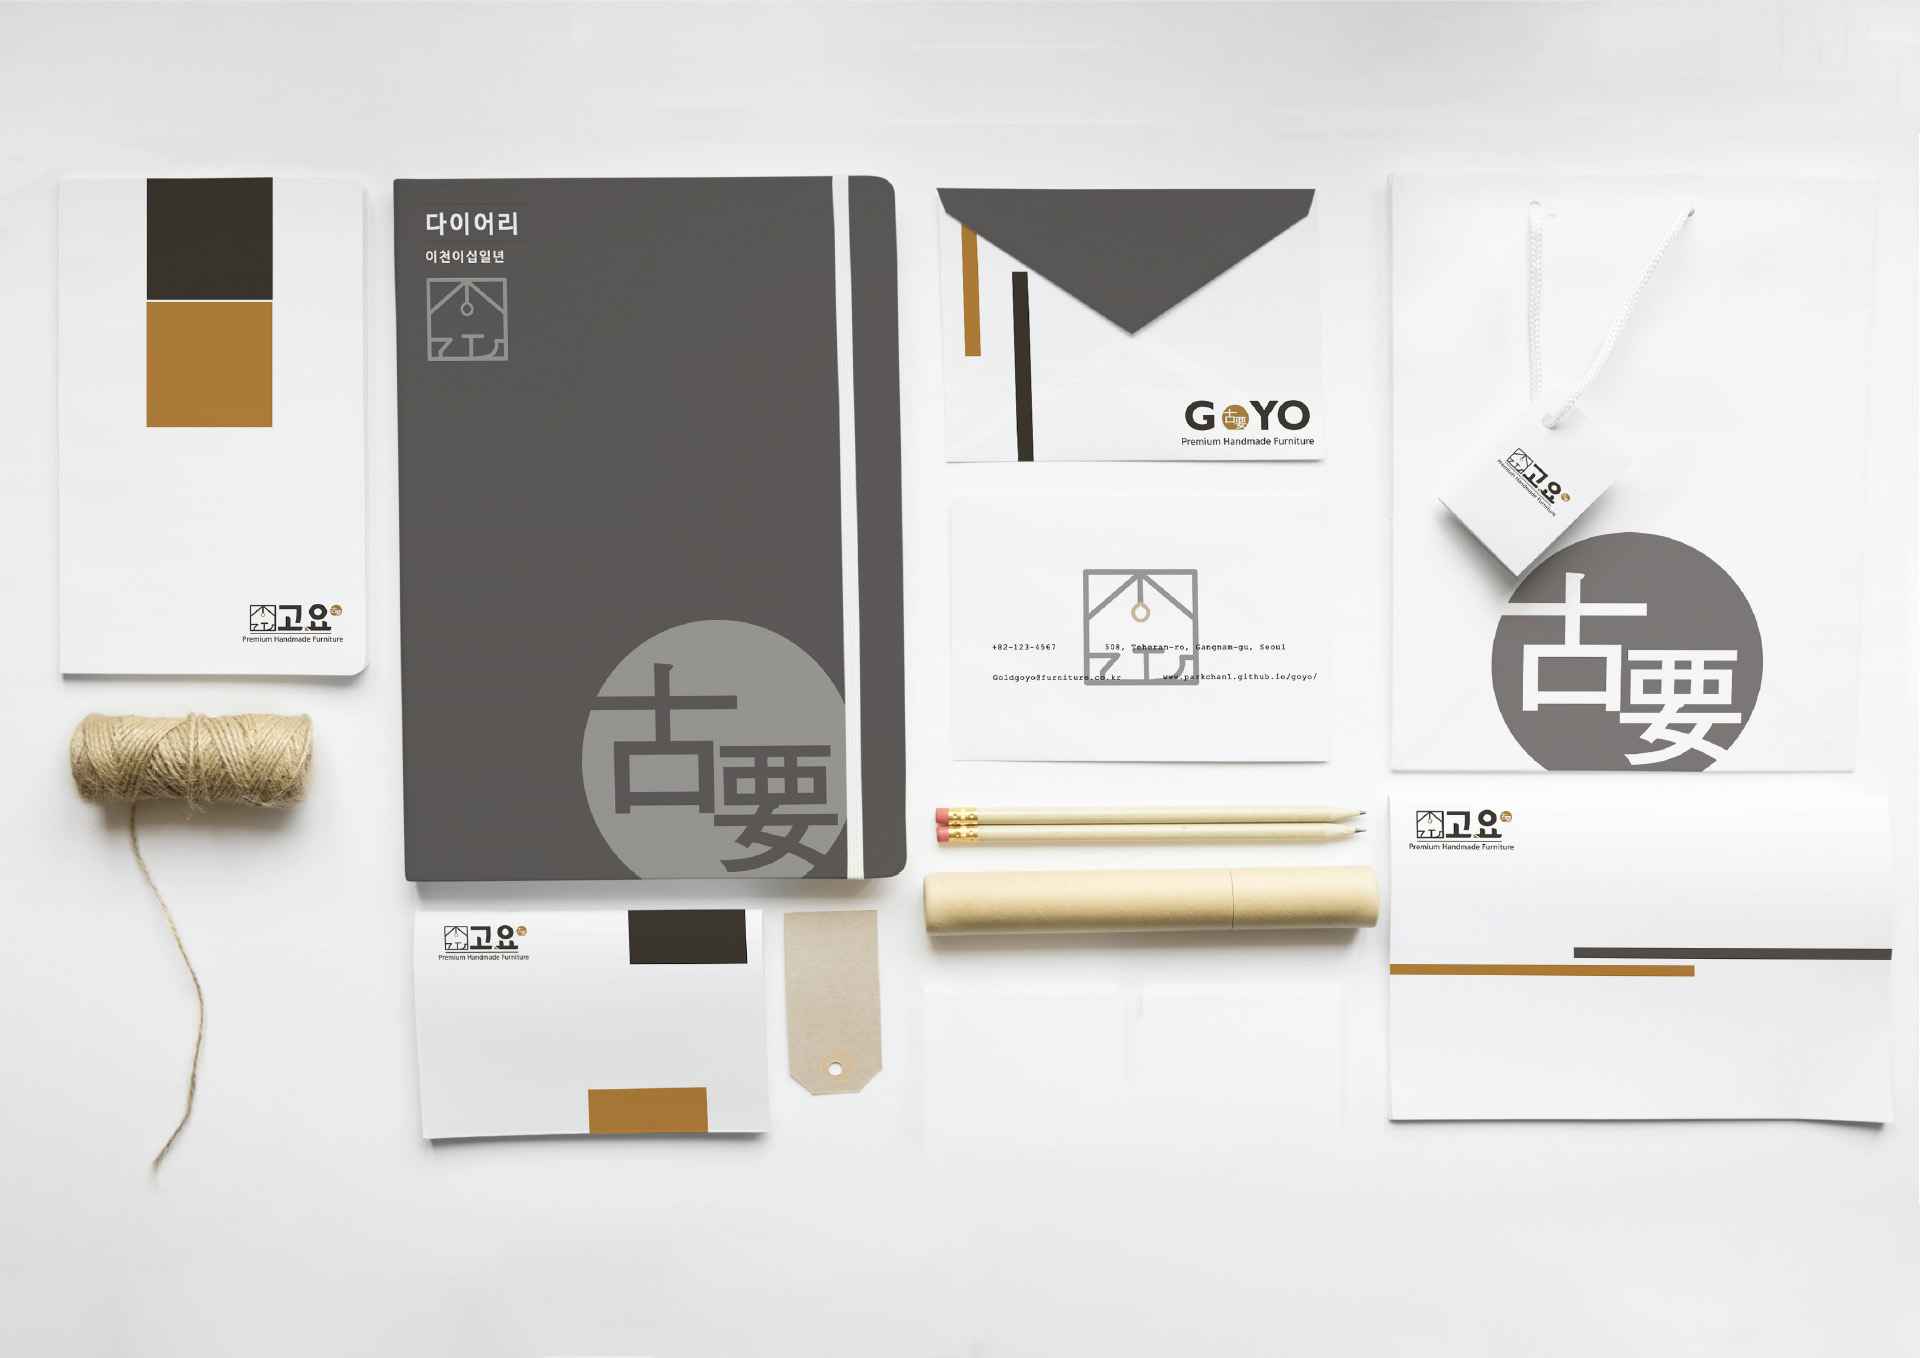 고요
Premium Handmade Furniture
다이어리
이천이십일년
古要
GOYO
古要
Premium Handmade Furniture
+82-123-4567 508, Teheran-ro, Gangnam-gu, Seoul
Goldgoyo@furniture.co.kr www.parkchan1.github.io/goyo/
고요
Premium Handmade Furniture
古要
고요
Premium Handmade Furniture
고요
Premium Handmade Furniture